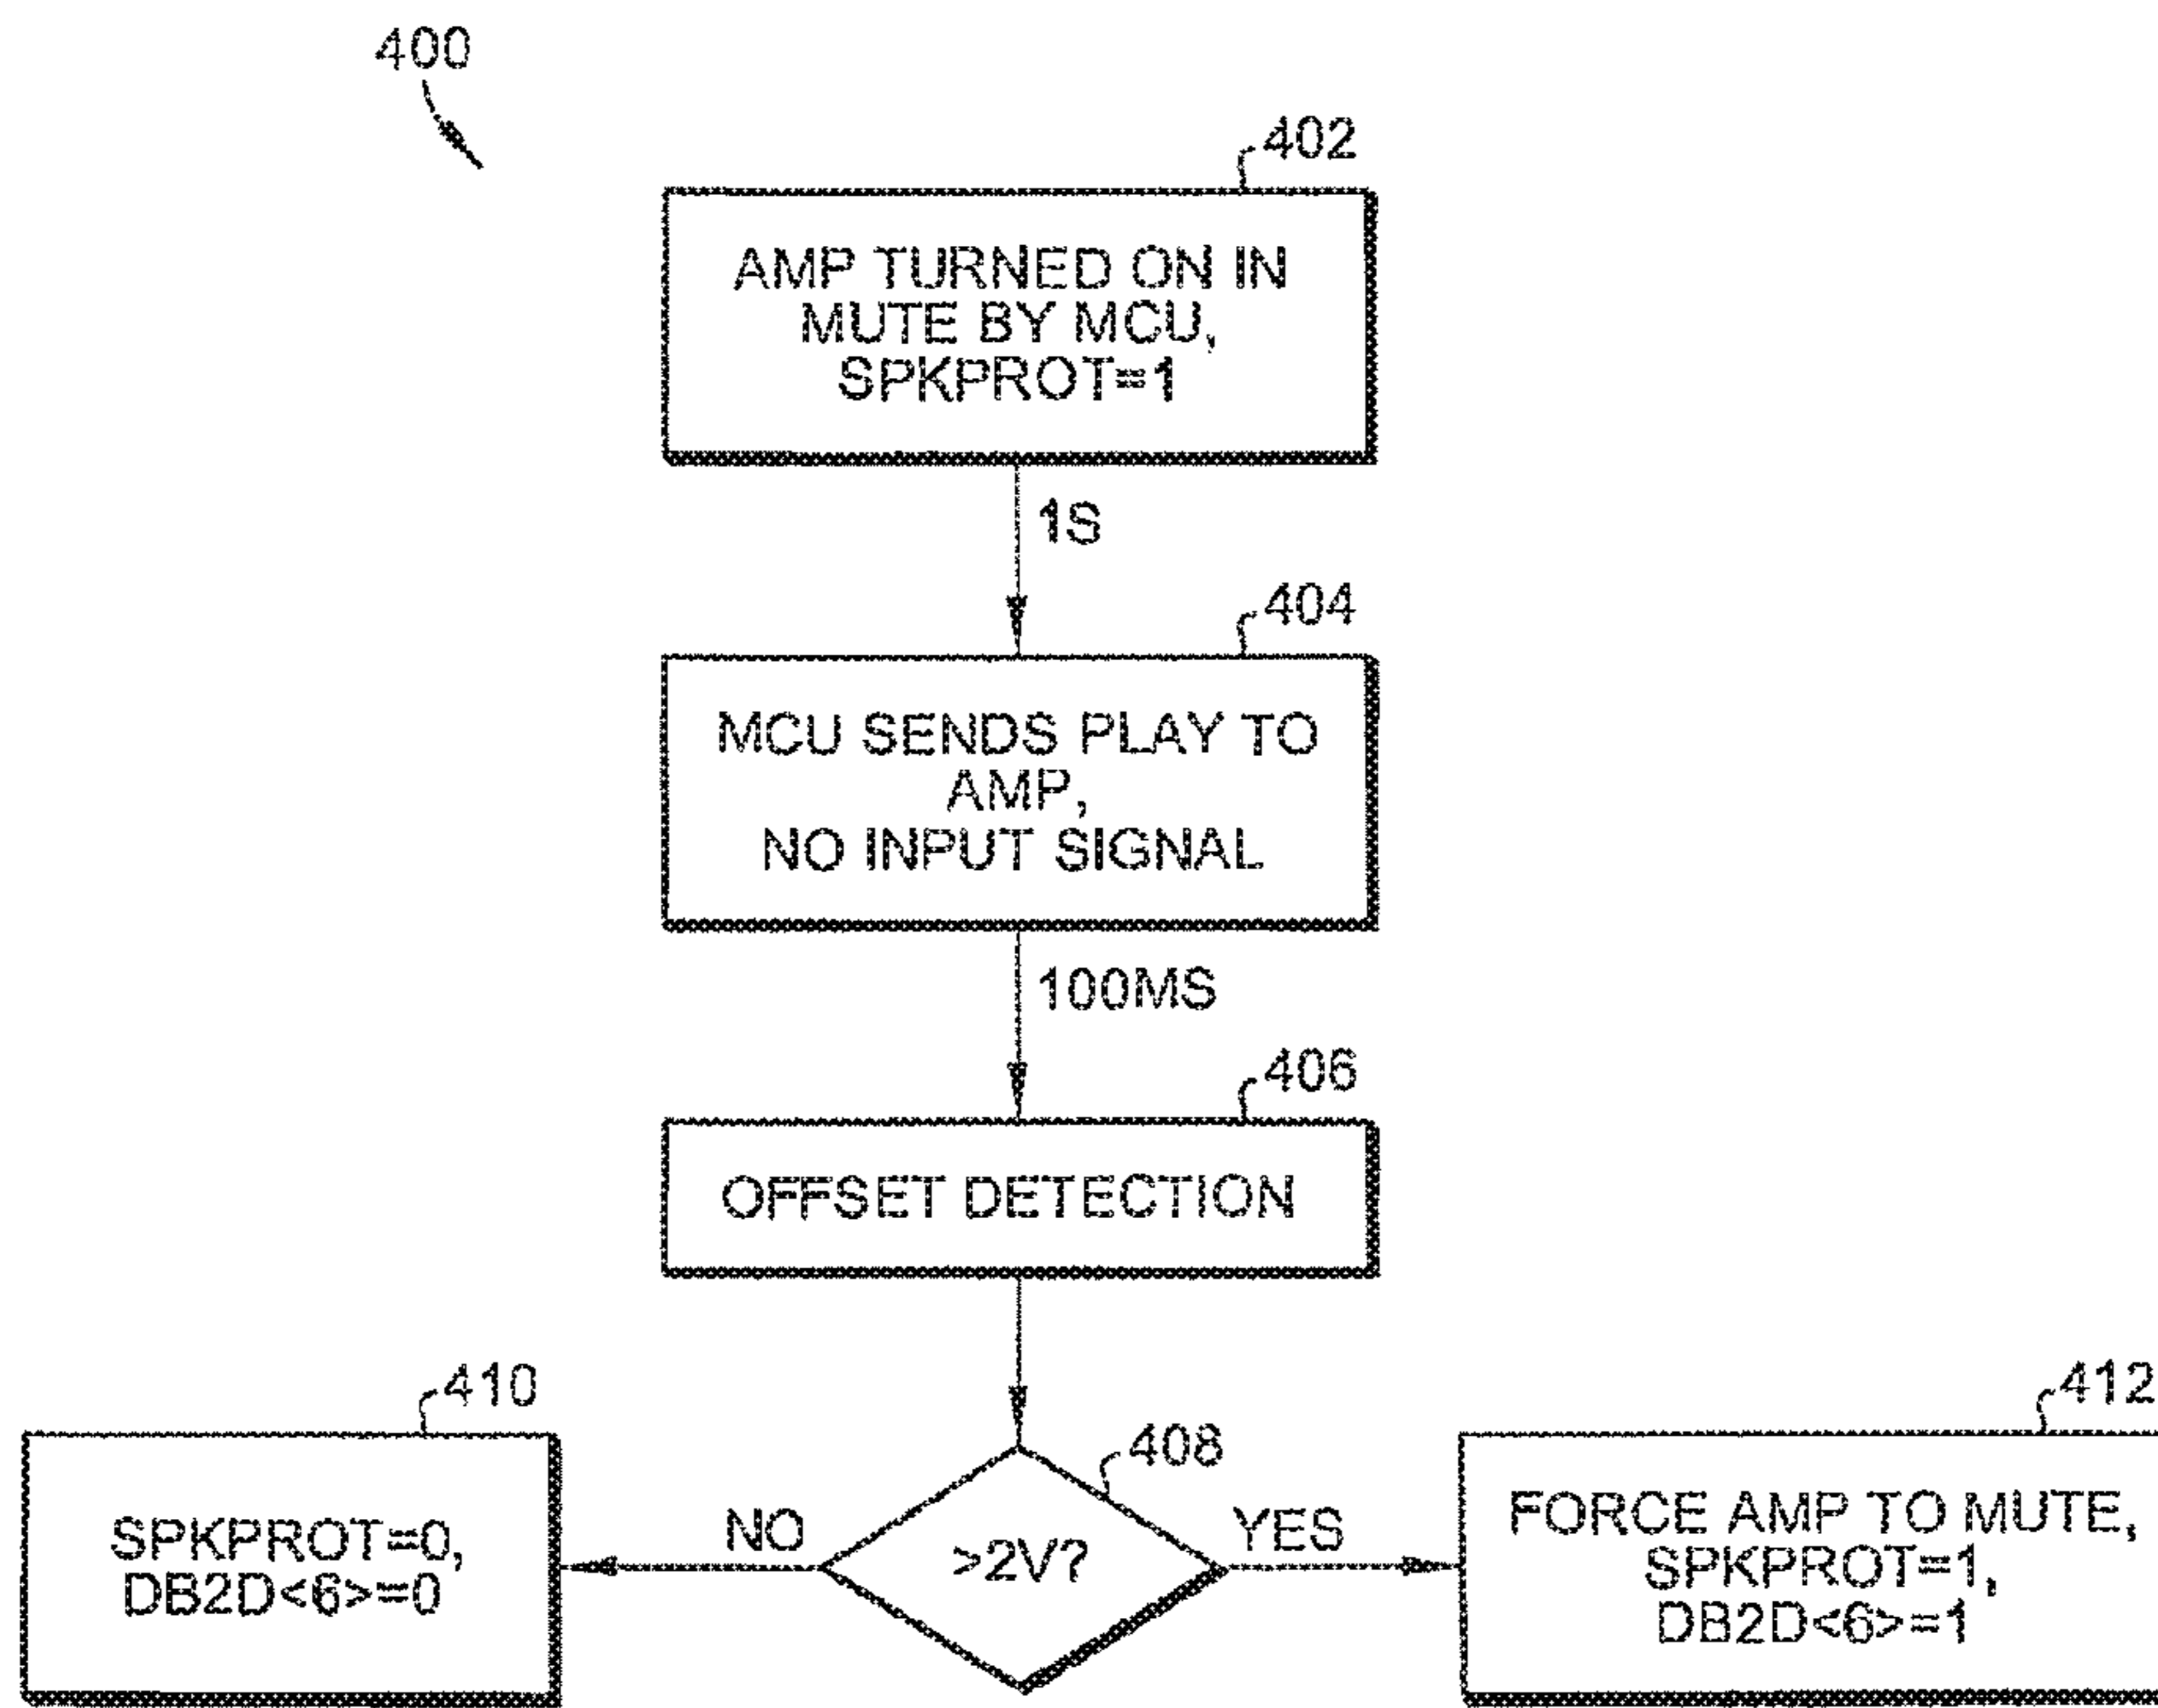 400
402
AMP TURNED ON IN
MUTE BY MCU,
SPKPROT=1
1S
404
MCU SENDS PLAY TO
AMP,
NO INPUT SIGNAL
100MS
406
OFFSET DETECTION
408
>2V?
NO
YES
410
SPKPROT=0,
DB2D<6>=0
412
FORCE AMP TO MUTE,
SPKPROT=1,
DB2D<6>=1